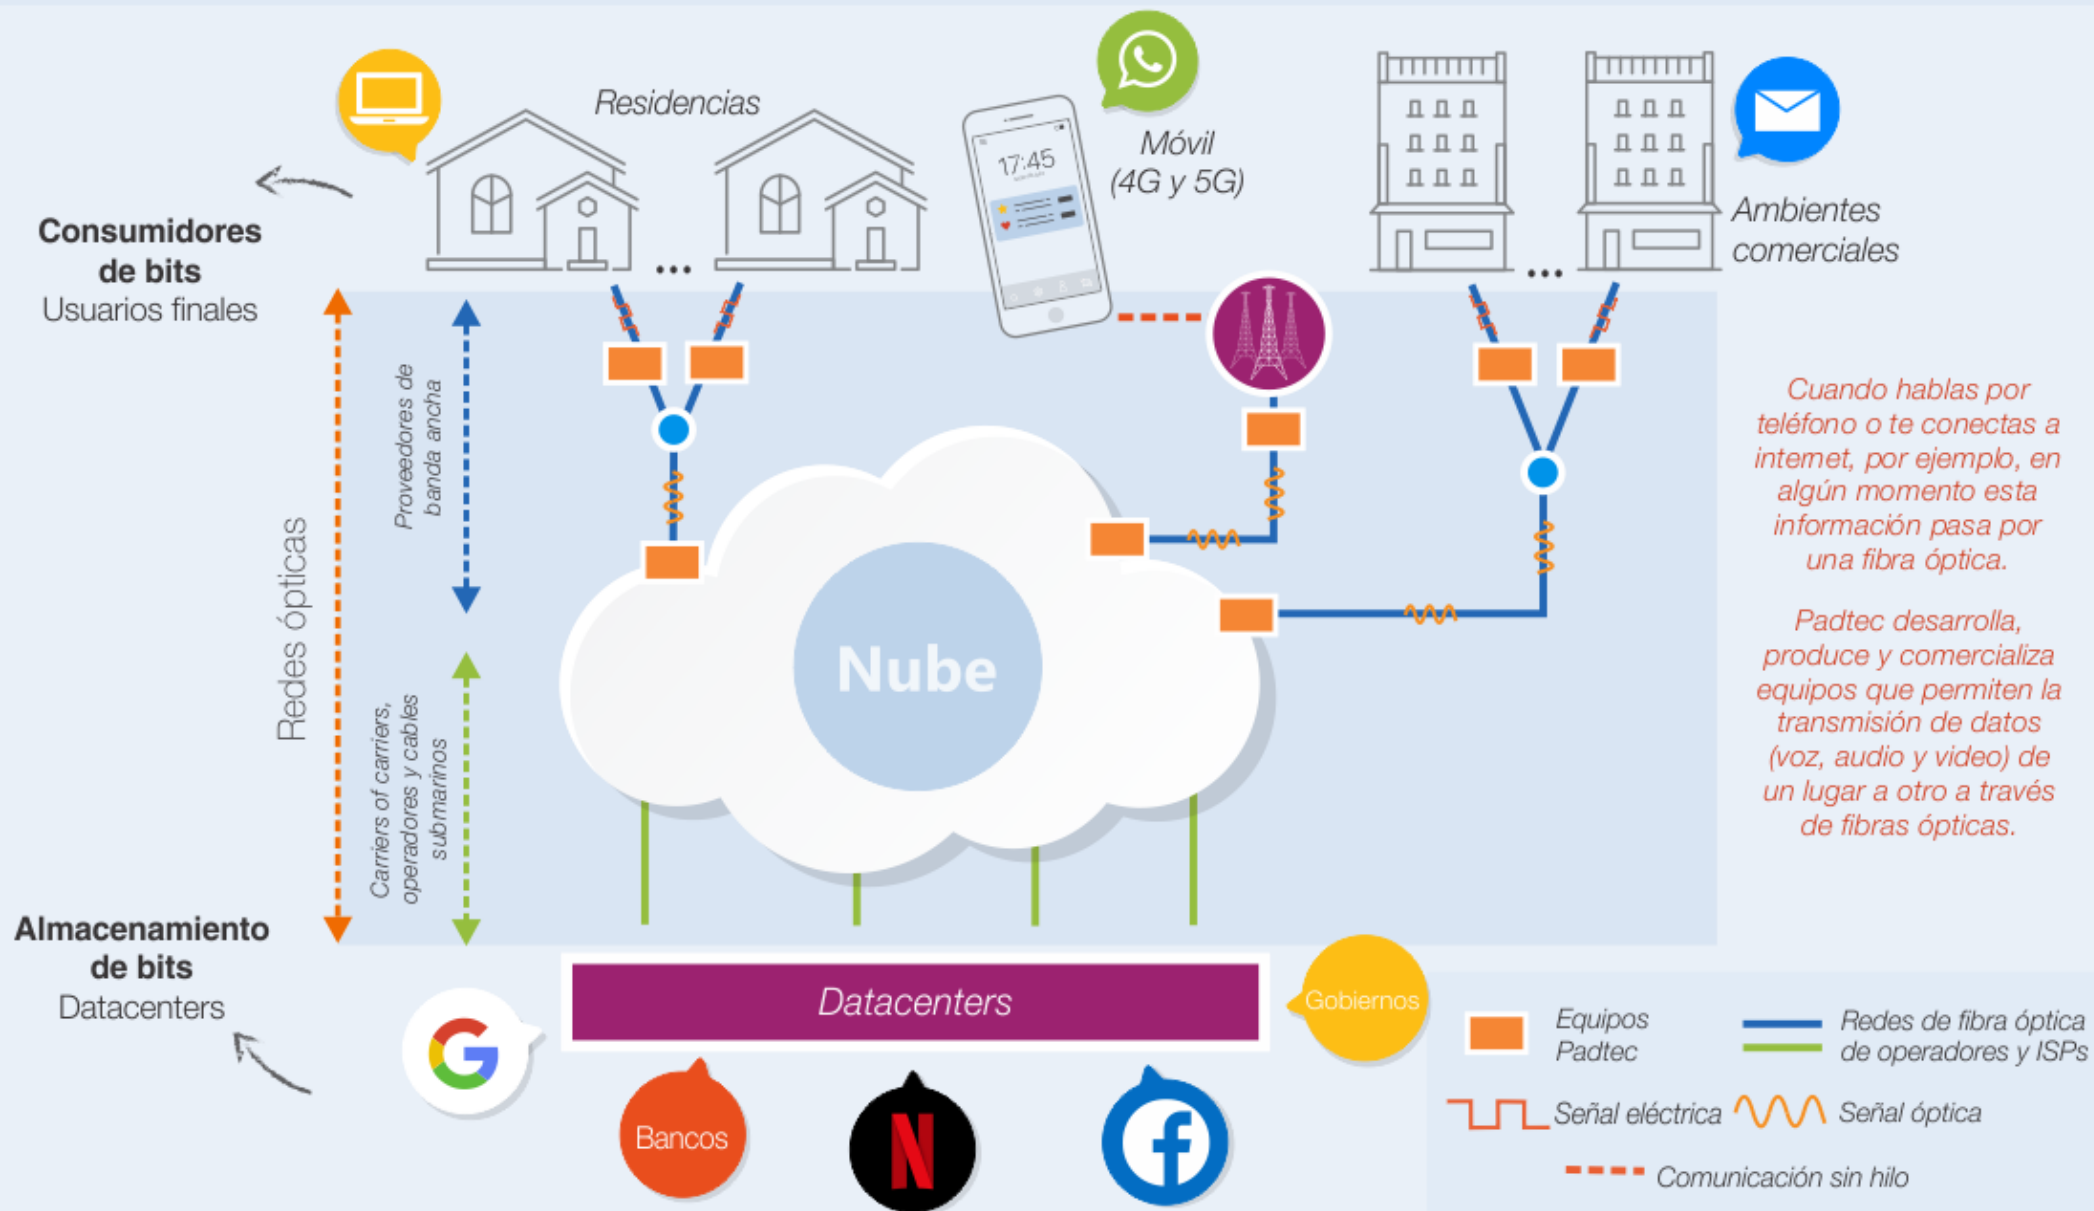 Residencias
Móvil
(4G y 5G)
17:45
Ambientes
comerciales
Consumidores
de bits
Usuarios finales
Redes ópticas
Proveedores de
banda ancha
Carriers of carriers,
operadores y cables
submarinos
Nube
Cuando hablas por
teléfono o te conectas a
internet, por ejemplo, en
algún momento esta
información pasa por
una fibra óptica.
Padtec desarrolla,
produce y comercializa
equipos que permiten la
transmisión de datos
(voz, audio y video) de
un lugar a otro a través
de fibras ópticas.
Almacenamiento
de bits
Datacenters
Datacenters
G
Gobiernos
Bancos
N
f
Equipos
Padtec
Redes de fibra óptica
de operadores y ISPs
Señal eléctrica
Señal óptica
Comunicación sin hilo